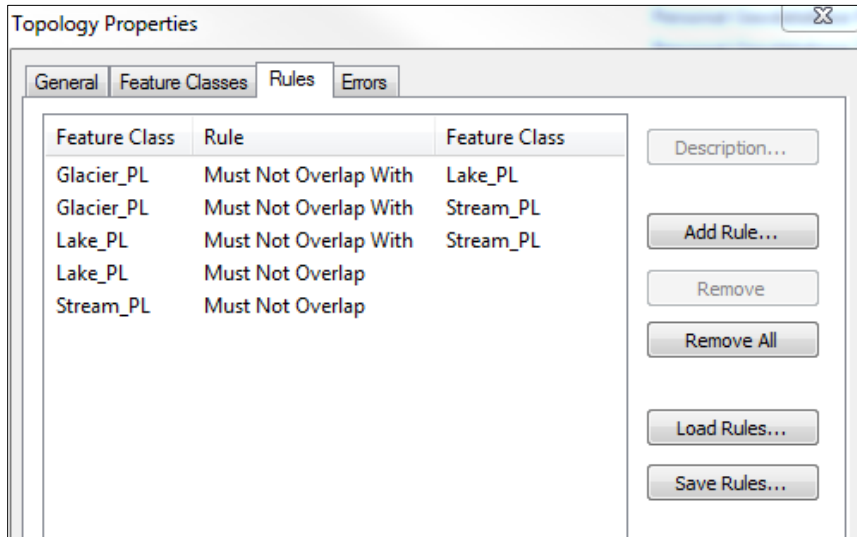 Topology Properties
General Feature Classes Rules Errors
Feature Class Rule Feature Class
Glacier_PL Must Not Overlap With Lake_PL
Glacier_PL Must Not Overlap With Stream_PL
Lake_PL Must Not Overlap With Stream_PL
Lake_PL Must Not Overlap
Stream_PL Must Not Overlap
Description...
Add Rule...
Remove
Remove All
Load Rules...
Save Rules...